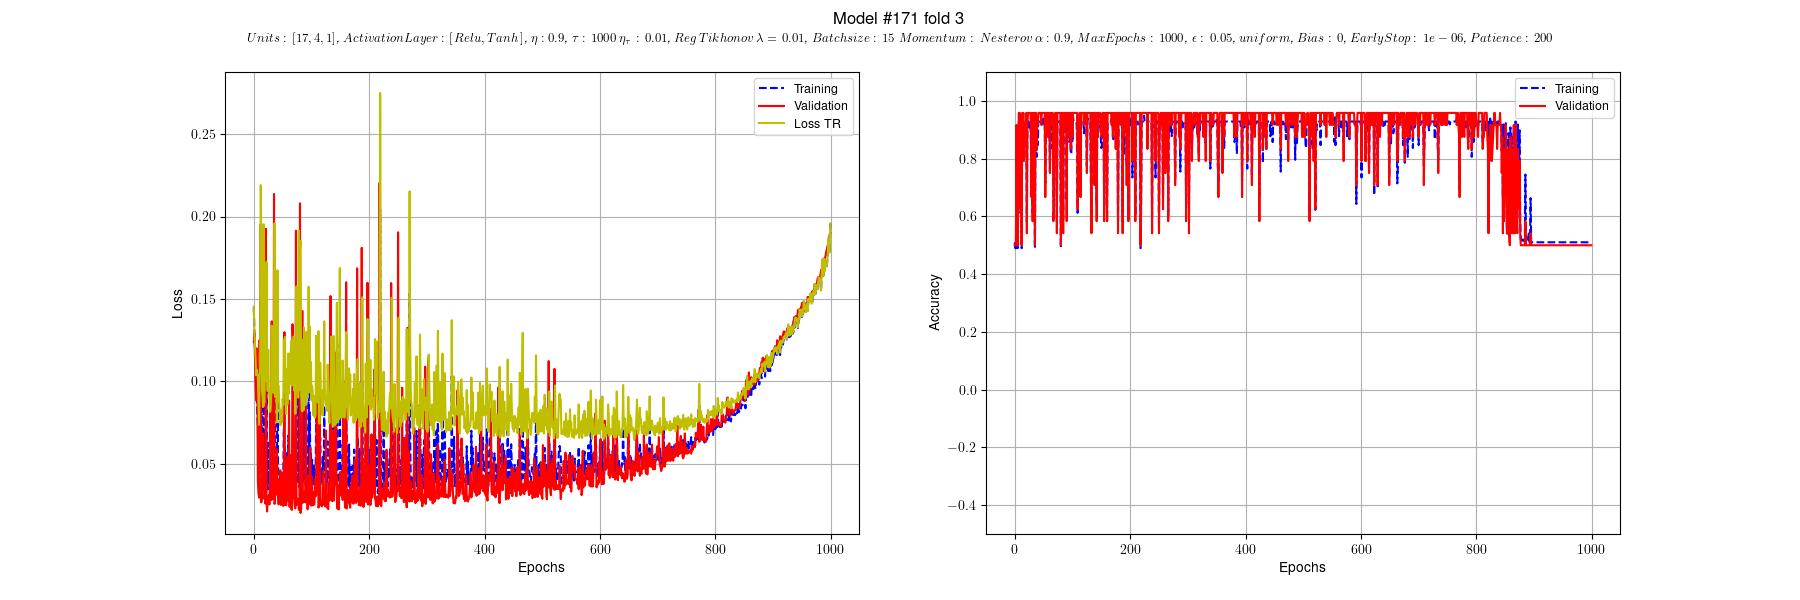 Model #171 fold 3
Units : [17, 4, 1], ActivationLayer : [Relu, Tanh], η : 0.9, τ : 1000 ητ : 0.01, Reg Tikhonov λ = 0.01, Batchsize : 15 Momentum : Nesterov α : 0.9, MaxEpochs : 1000, ϵ : 0.05, uniform, Bias : 0, EarlyStop : 1e − 06, Patience : 200
Training
Validation
Loss TR
0.25
0.20
0.15
0.10
0.05
Loss
0 200 400 600 800 1000
Epochs
Training
Validation
1.0
0.8
0.6
0.4
0.2
0.0
−0.2
−0.4
Accuracy
0 200 400 600 800 1000
Epochs